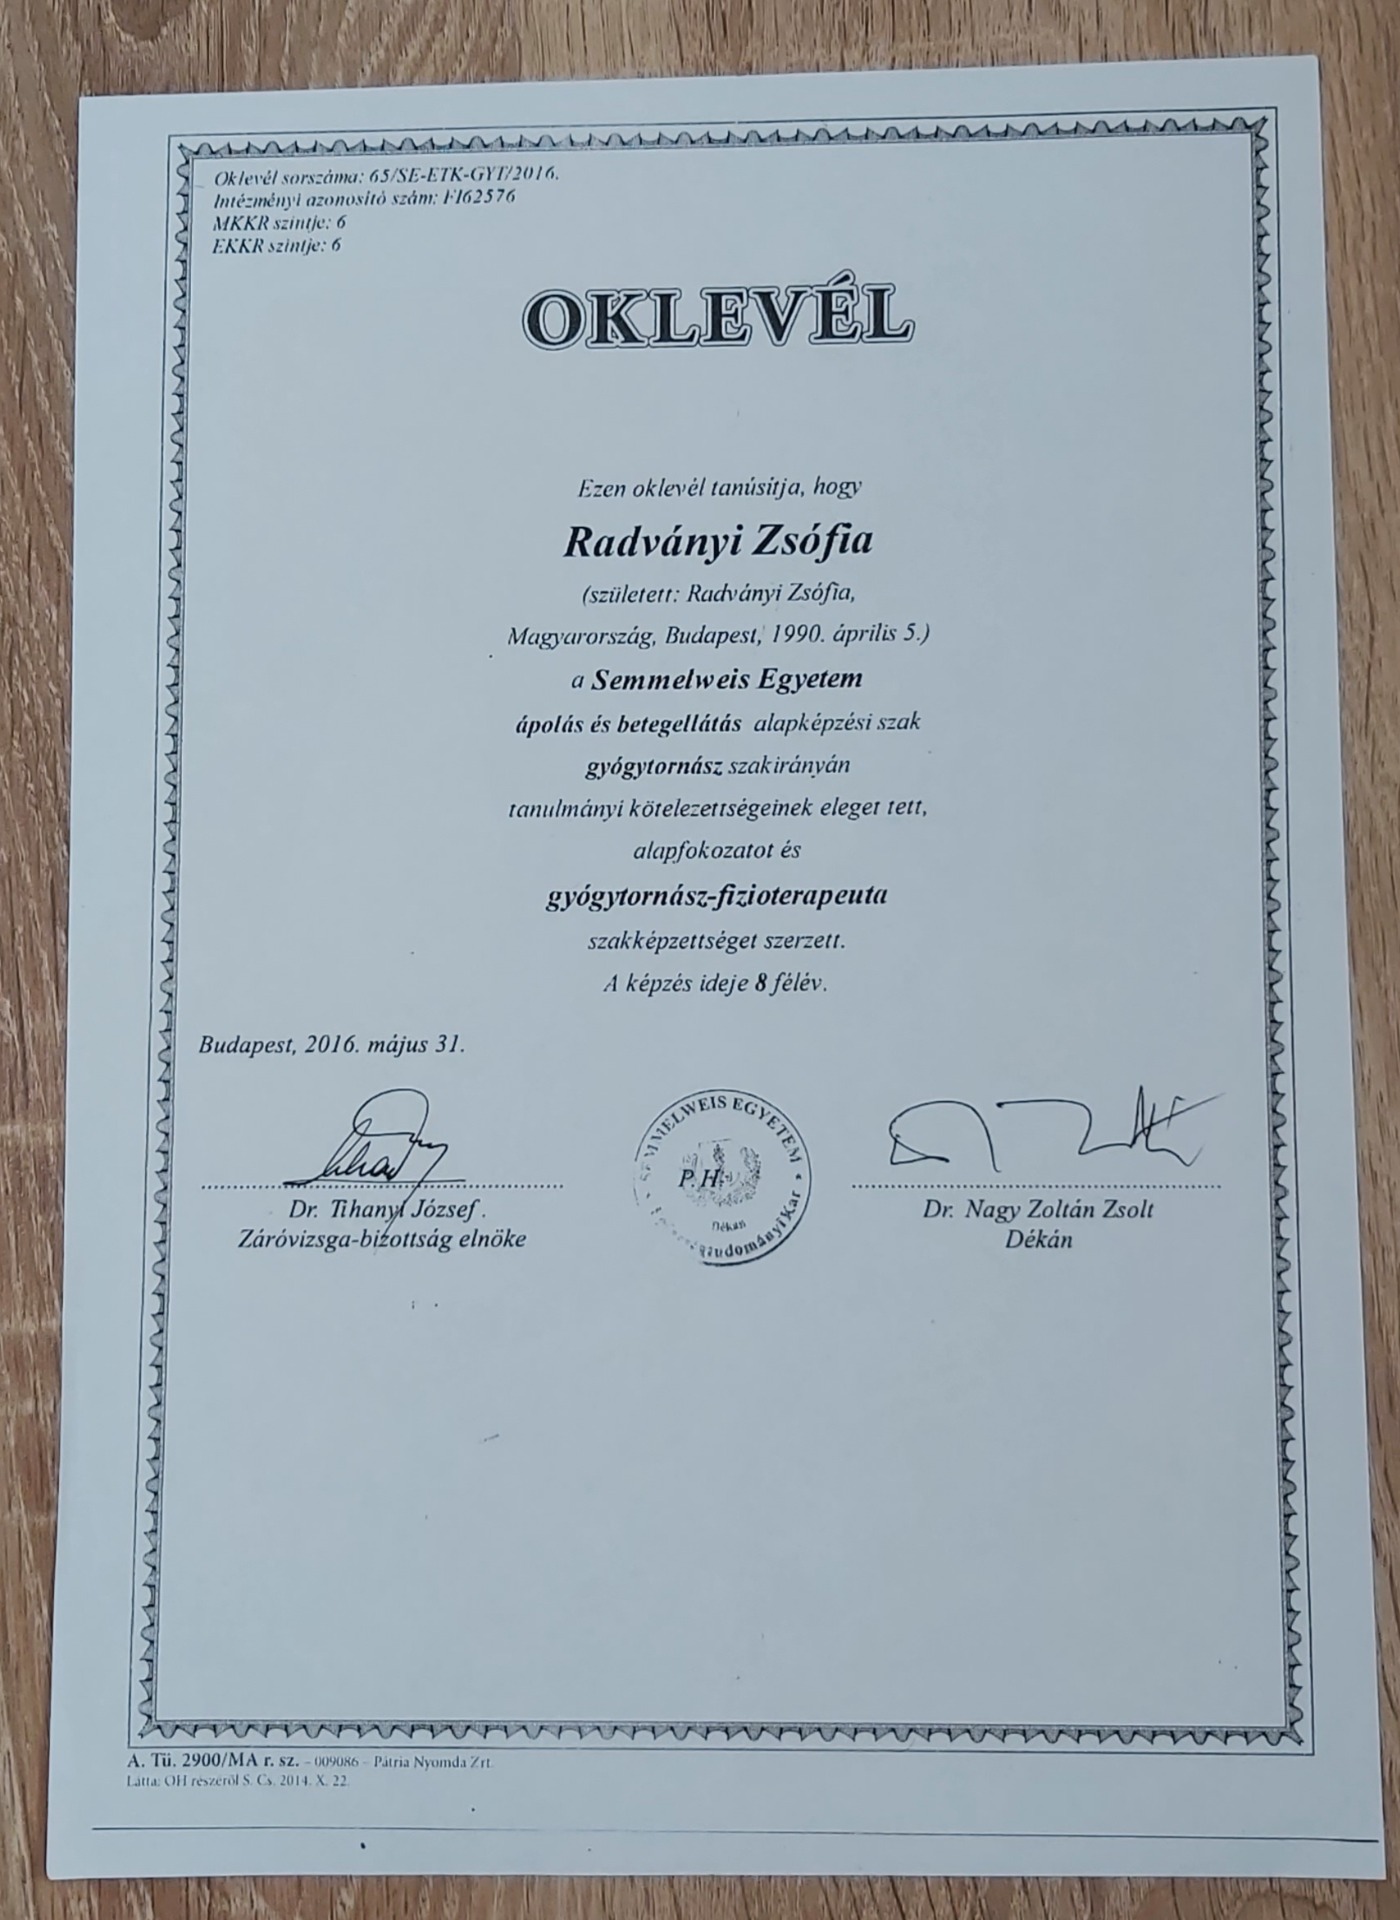 Oklevél sorszáma: 65/SE-ETK-GYT/2016.
Intézményi azonosító szám: FI62576
MKKR szintje: 6
EKKR szintje: 6
OKLEVÉL
Ezen oklevél tanúsítja, hogy
Radványi Zsófia
(született: Radványi Zsófia,
Magyarország, Budapest, 1990. április 5.)
a Semmelweis Egyetem
ápolás és betegellátás alapképzési szak
gyógytornász szakirányán
tanulmányi kötelezettségeinek eleget tett,
alapfokozatot és
gyógytornász-fizioterapeuta
szakképzettséget szerzett.
A képzés ideje 8 félév.
Budapest, 2016. május 31.
SEMMELWEIS EGYETEM
P.H.
Dékán
Kar
Dr. Tihanyi József.
Záróvizsga-bizottság elnöke
Dr. Nagy Zoltán Zsolt
Dékán
A. Tü. 2900/MA r. sz. – 009086 – Pátria Nyomda Zrt.
Látta: OH részéről S. Cs. 2014. X. 22.